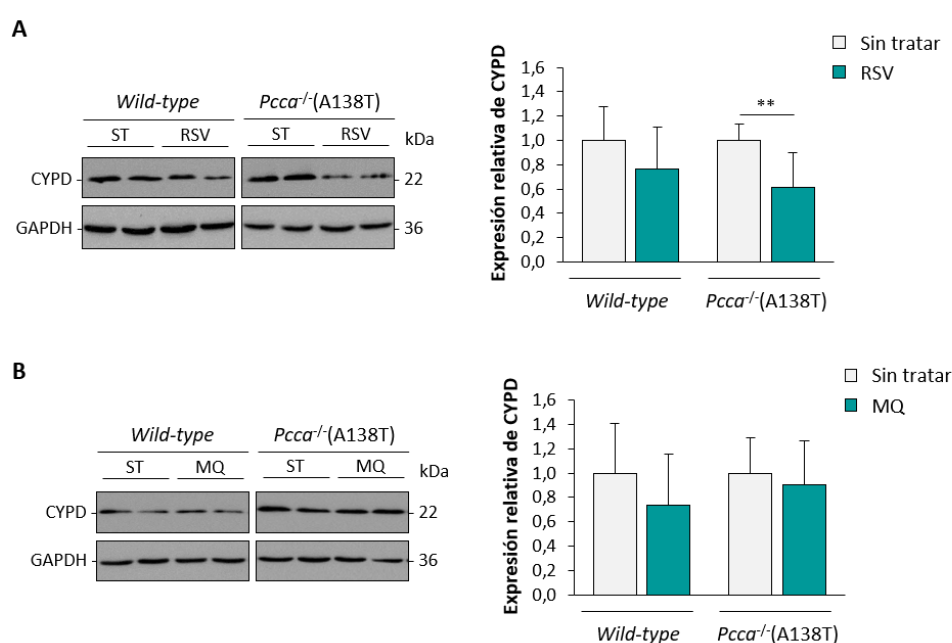 A
Wild-type
Pcca-/-(A138T)
ST
RSV
ST
RSV
kDa
CYPD
22
GAPDH
36
Sin tratar
RSV
Expresión relativa de CYPD
1,6
1,4
1,2
1,0
0,8
0,6
0,4
0,2
0,0
**
Wild-type
Pcca-/-(A138T)
B
Wild-type
Pcca-/-(A138T)
ST
MQ
ST
MQ
kDa
CYPD
22
GAPDH
36
Sin tratar
MQ
Expresión relativa de CYPD
1,6
1,4
1,2
1,0
0,8
0,6
0,4
0,2
0,0
Wild-type
Pcca-/-(A138T)